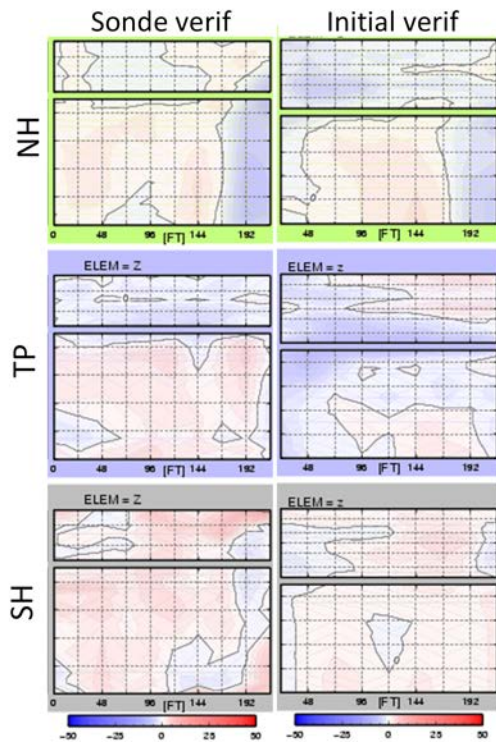 Sonde verif Initial verif
NH
0 48 96 144 192
[FT]
48 96 144 192
[FT]
TP
ELEM = Z
ELEM = z
0 48 96 144 192
[FT]
48 96 144 192
[FT]
SH
ELEM = Z
ELEM = z
0 48 96 144 192
[FT]
48 96 144 192
[FT]
−50 −25 0 25 50
−50 −25 0 25 50